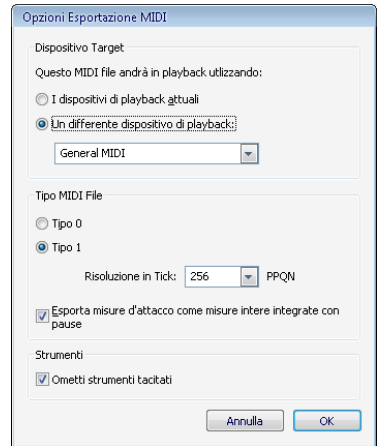 Opzioni Esportazione MIDI
Dispositivo Target
Questo MIDI file andrà in playback utlizzando:
I dispositivi di playback attuali
Un differente dispositivo di playback:
General MIDI
Tipo MIDI File
Tipo 0
Tipo 1
Risoluzione in Tick: 256 PPQN
Esporta misure d'attacco come misure intere integrate con
pause
Strumenti
Ometti strumenti tacitati
Annulla OK